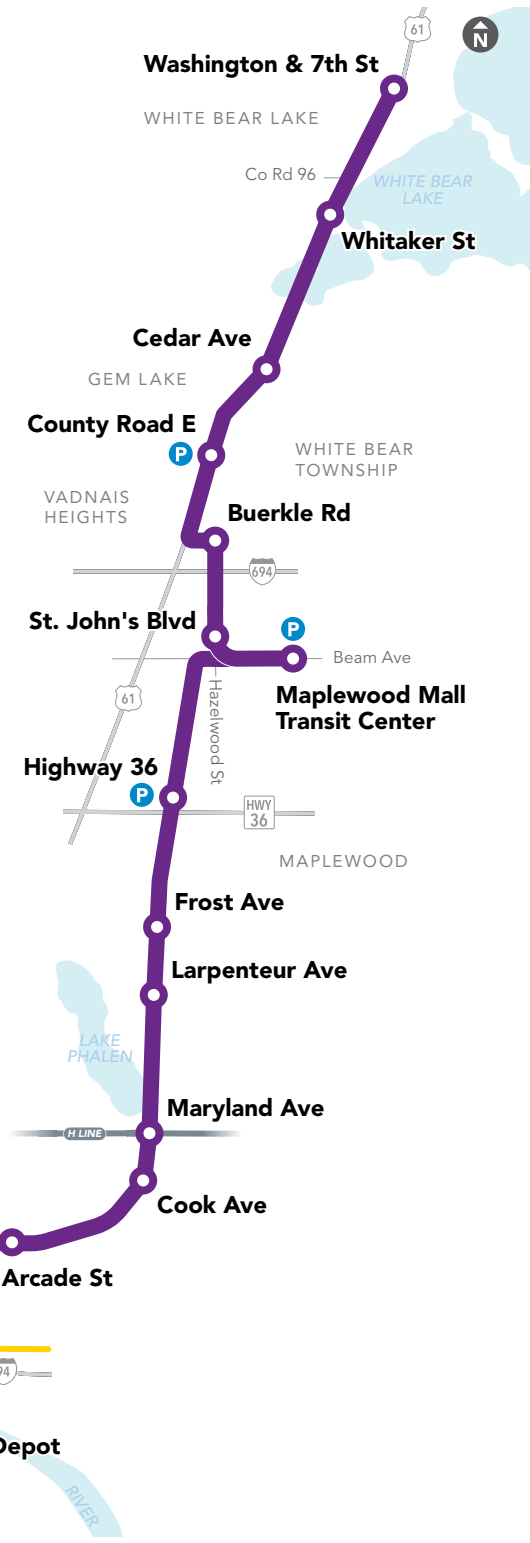 61
N
Washington & 7th St
WHITE BEAR LAKE
Co Rd 96
WHITE BEAR
LAKE
Whitaker St
Cedar Ave
GEM LAKE
County Road E
P
WHITE BEAR
TOWNSHIP
VADNAIS
HEIGHTS
Buerkle Rd
694
St. John's Blvd
P
Beam Ave
Maplewood Mall
Transit Center
61
Hazelwood St
Highway 36
P
HWY
36
MAPLEWOOD
Frost Ave
Larpenteur Ave
LAKE
PHALEN
Maryland Ave
H LINE
Cook Ave
Arcade St
94
Depot
RIVER